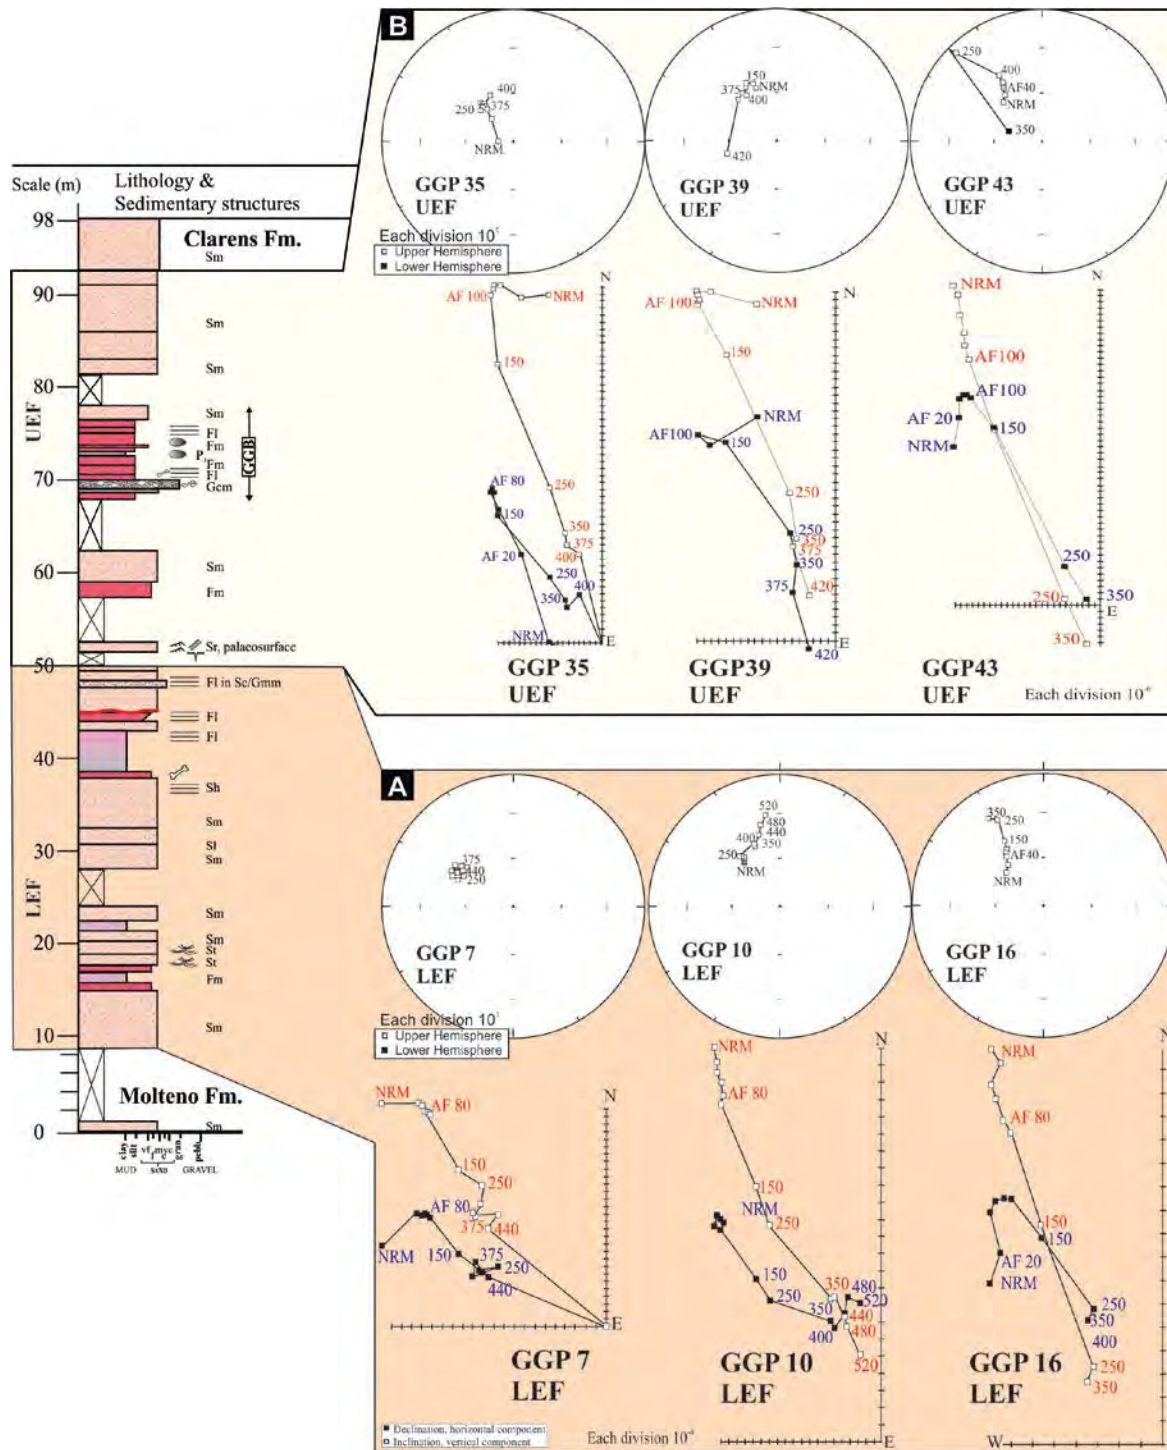 B
Scale (m)
Lithology &
Sedimentary structures
98
Clarens Fm.
Sm
90
Sm
Sm
80
Sm
Fl
Fm
P,
Fm
Fl
Gcm
GGB
70
UEF
Sm
60
Fm
Sr, palaeosurface
50
Fl in Sc/Gmm
Fl
Fl
40
Sh
Sm
Sl
Sm
30
LEF
Sm
20
Sm
St
St
Fm
10
Sm
Molteno Fm.
0
Sm
clay
silt
vf
f
m
c
vc
gran
pebb
MUD
SAND
GRAVEL
400
375
250
NRM
GGP 35
UEF
150
NRM
375
400
420
GGP 39
UEF
250
400
AF40
NRM
350
GGP 43
UEF
Each division 10
Upper Hemisphere
Lower Hemisphere
N
AF 100
NRM
150
250
350
375
400
AF 80
150
AF 20
250
350
400
NRM
E
GGP 35
UEF
N
AF 100
NRM
150
NRM
AF100
150
250
250
350
375
350
375
420
E
420
GGP39
UEF
N
NRM
AF100
AF100
AF 20
150
NRM
250
250
350
E
350
GGP43
UEF
Each division 10
A
375
440
250
GGP 7
LEF
520
480
440
400
350
250
NRM
GGP 10
LEF
350
250
150
AF40
NRM
GGP 16
LEF
Each division 10
Upper Hemisphere
Lower Hemisphere
N
NRM
AF 80
150
250
AF 80
375
440
NRM
150
375
250
440
E
GGP 7
LEF
N
NRM
AF 80
150
NRM
250
150
250
350
480
350
520
440
400
480
520
E
GGP 10
LEF
N
NRM
AF 80
150
150
AF 20
NRM
250
350
400
250
350
W
GGP 16
LEF
Declination, horizontal component
Inclination, vertical component
Each division 10